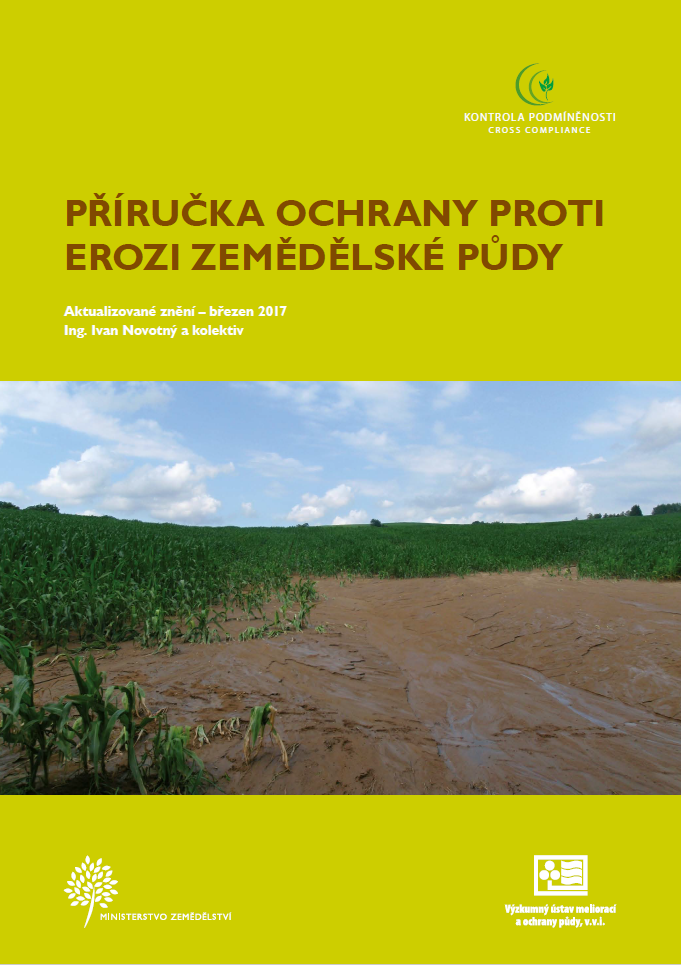 KONTROLA PODMÍNĚNOSTI
CROSS COMPLIANCE
PŘÍRUČKA OCHRANY PROTI
EROZI ZEMĚDĚLSKÉ PŮDY
Aktualizované znění – březen 2017
Ing. Ivan Novotný a kolektiv
MINISTERSTVO ZEMĚDĚLSTVÍ
Výzkumný ústav meliorací
a ochrany půdy, v.v.i.